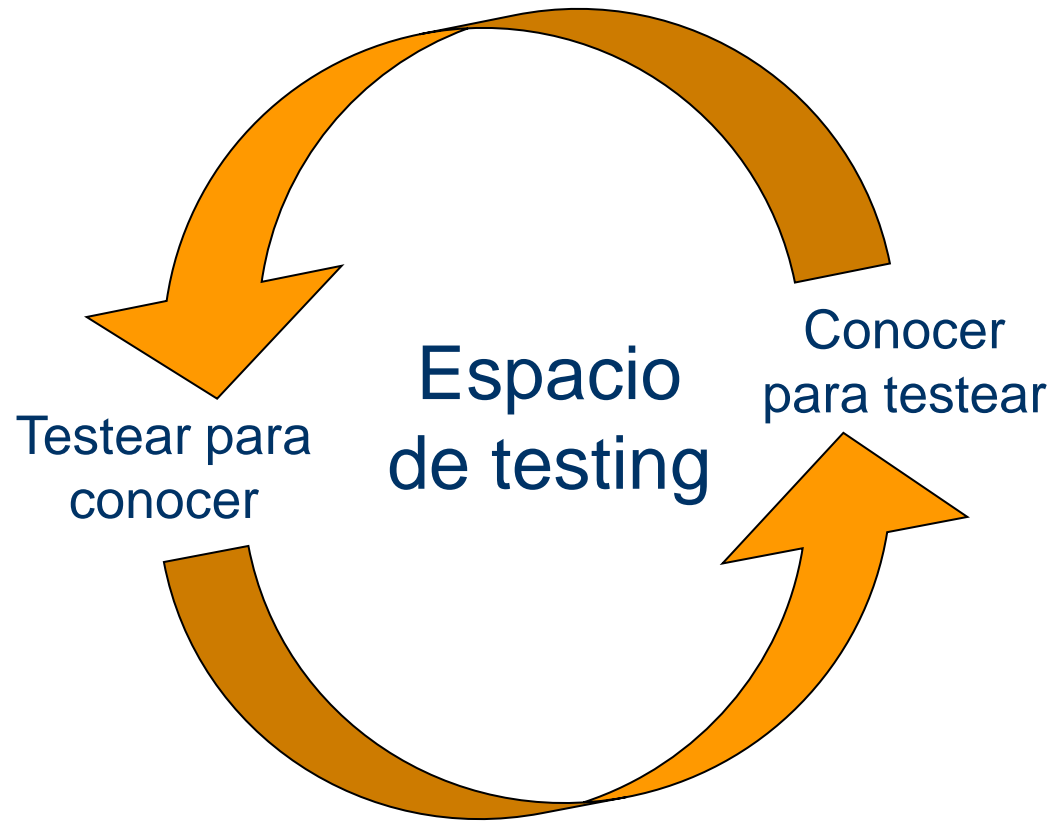 Espacio
de testing
Conocer
para testear
Testear para
conocer